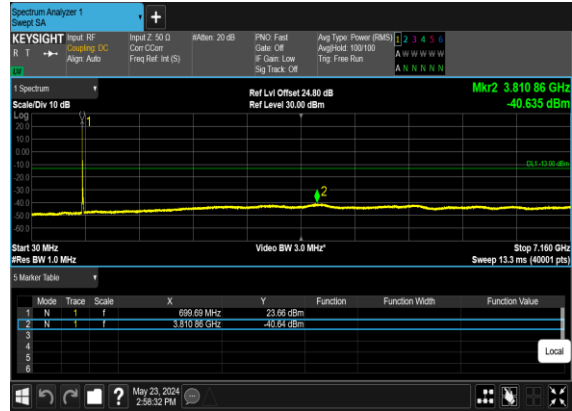 Spectrum Analyzer 1
Swept SA
+
KEYSIGHT Input: RF Input Z: 50 Ω #Atten: 20 dB PNO: Fast Avg Type: Power (RMS) 1 2 3 4 5 6
R T Coupling: DC Corr CCorr Gate: Off Avg|Hold: 100/100 A W W W W W
Align: Auto Freq Ref: Int (S) IF Gain: Low Trig: Free Run
Sig Track: Off A N N N N N
1 Spectrum Ref Lvl Offset 24.80 dB Mkr2 3.810 86 GHz
Scale/Div 10 dB Ref Level 30.00 dBm -40.635 dBm
Log
20.0
10.0
0.00
-10.0
-20.0
-30.0
-40.0
-50.0
-60.0
1
DL1 -13.00 dBm
2
Start 30 MHz Video BW 3.0 MHz* Stop 7.160 GHz
#Res BW 1.0 MHz Sweep 13.3 ms (40001 pts)
5 Marker Table
Mode Trace Scale X Y Function Function Width Function Value
1 N 1 f 699.69 MHz 23.66 dBm
2 N 1 f 3.810 86 GHz -40.64 dBm
3
4
5
6
Local
? May 23, 2024
2:58:32 PM